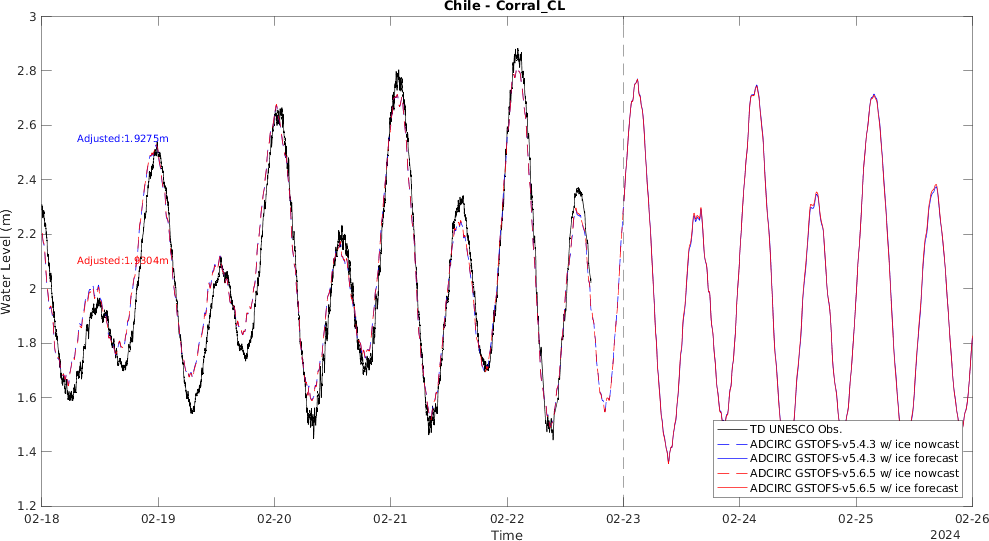 Chile - Corral_CL
3
2.8
2.6
2.4
2.2
2
1.8
1.6
1.4
1.2
Water Level (m)
Adjusted:1.9275m
Adjusted:1.9304m
TD UNESCO Obs.
ADCIRC GSTOFS-v5.4.3 w/ ice nowcast
ADCIRC GSTOFS-v5.4.3 w/ ice forecast
ADCIRC GSTOFS-v5.6.5 w/ ice nowcast
ADCIRC GSTOFS-v5.6.5 w/ ice forecast
02-18 02-19 02-20 02-21 02-22 02-23 02-24 02-25 02-26
Time
2024